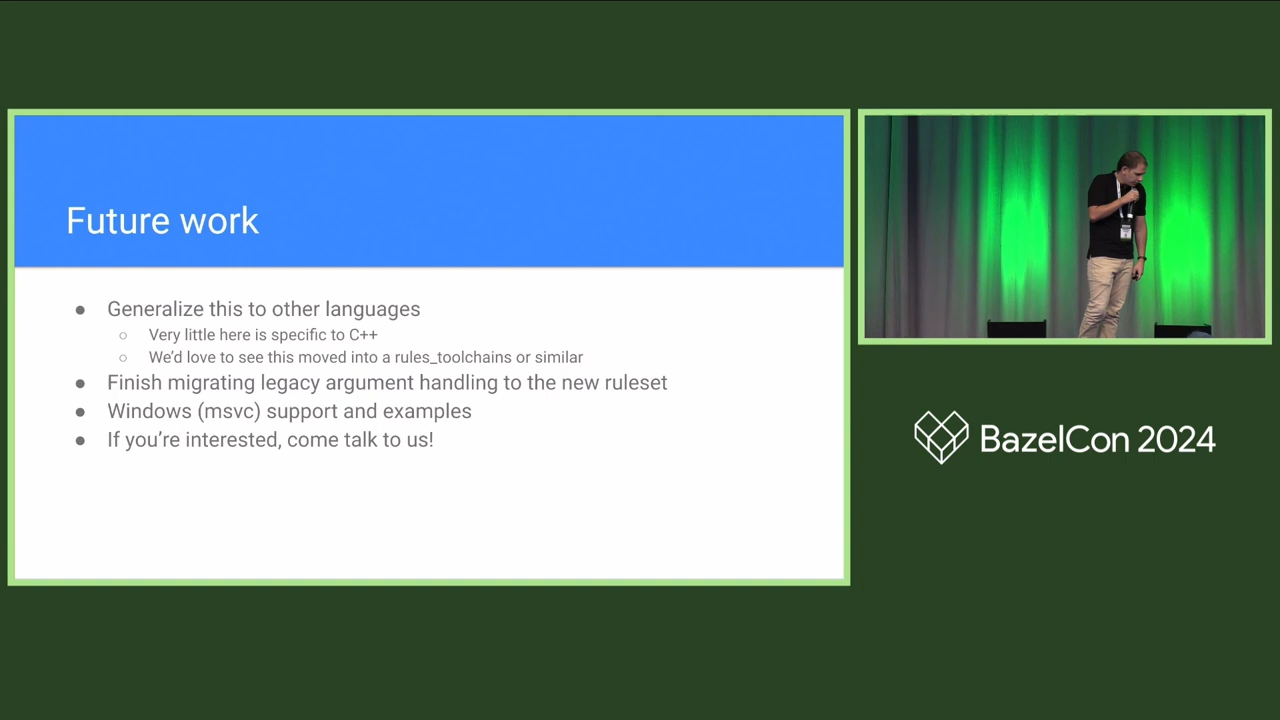 Future work
Generalize this to other languages
Very little here is specific to C++
We'd love to see this moved into a rules_toolchains or similar
Finish migrating legacy argument handling to the new ruleset
Windows (msvc) support and examples
If you're interested, come talk to us!
BazelCon 2024